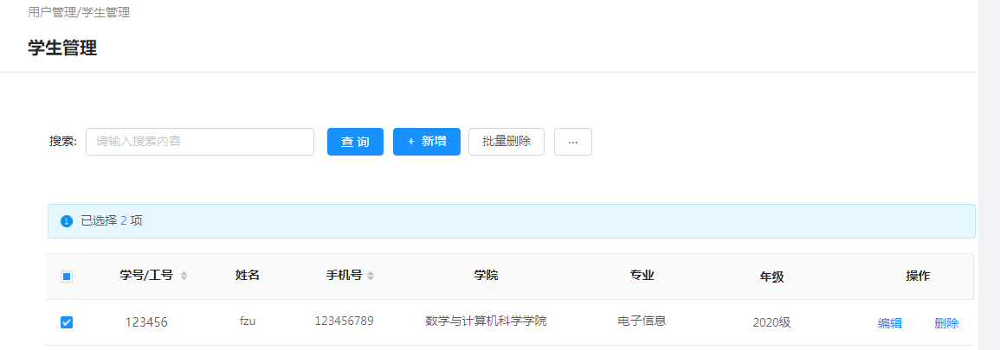 用户管理/学生管理
学生管理
搜索: 请输入搜索内容 查 询 + 新增 批量删除 ...
已选择 2 项
学号/工号 姓名 手机号 学院 专业 年级 操作
123456 fzu 123456789 数学与计算机科学学院 电子信息 2020级 编辑 删除